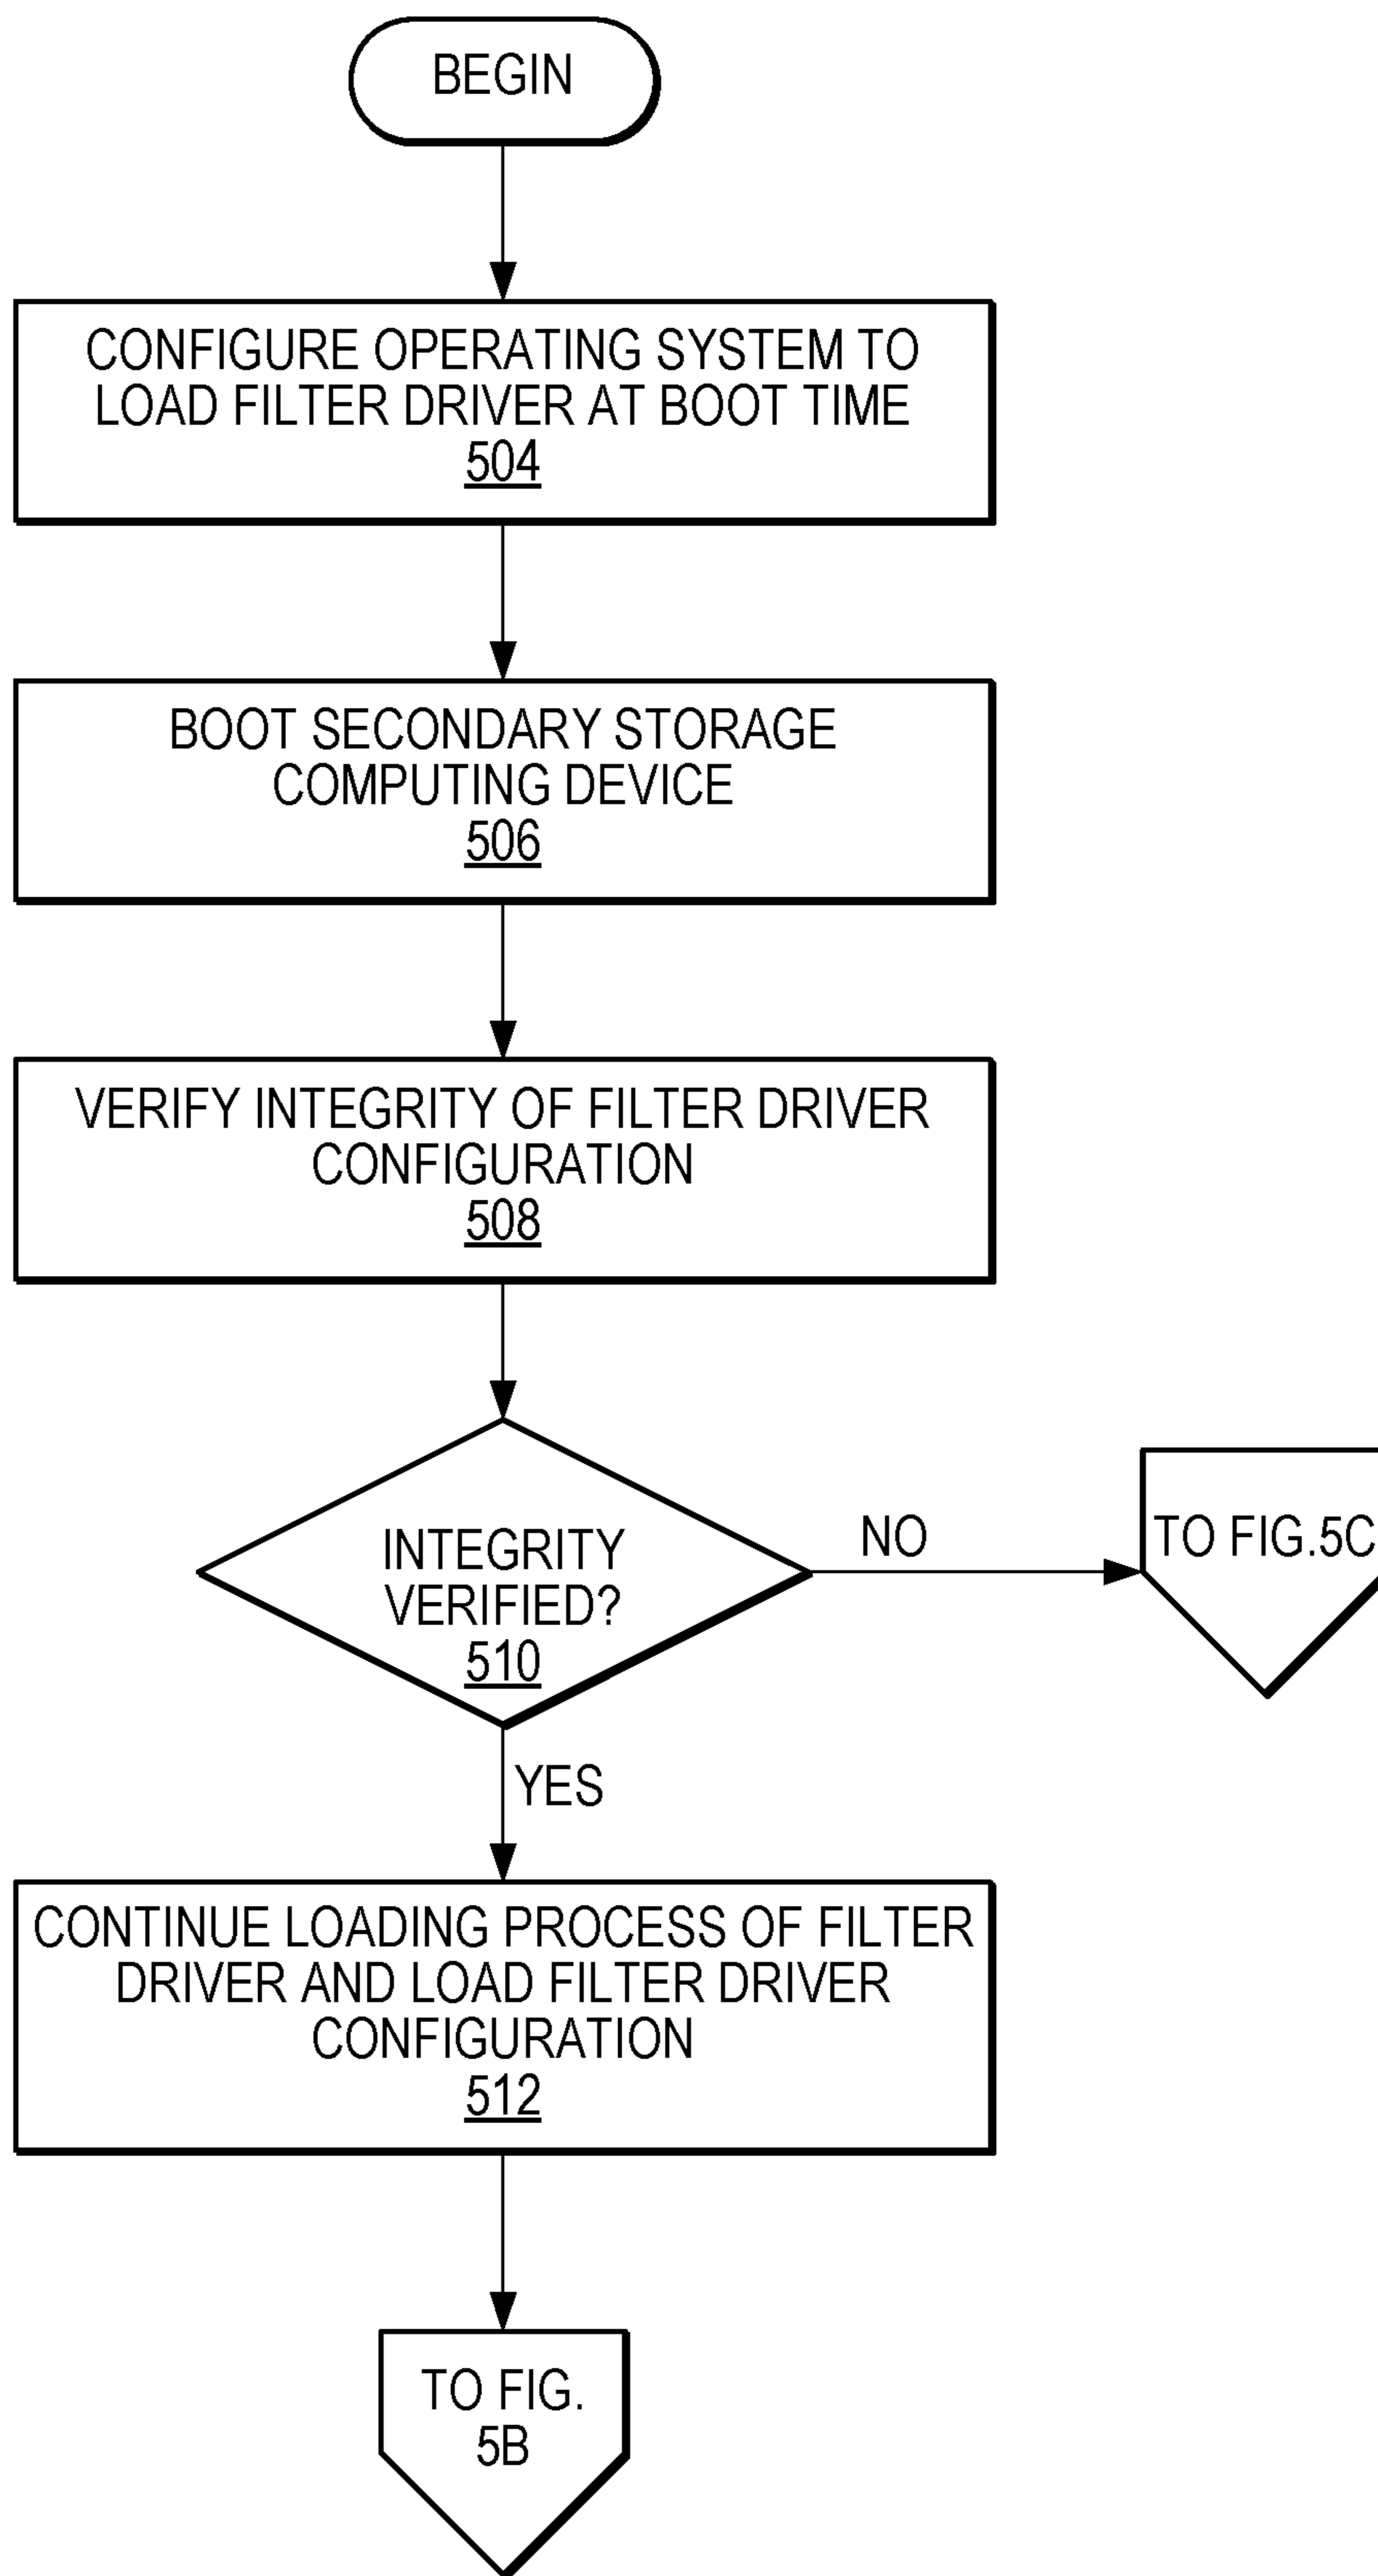 BEGIN
CONFIGURE OPERATING SYSTEM TO
LOAD FILTER DRIVER AT BOOT TIME
504
BOOT SECONDARY STORAGE
COMPUTING DEVICE
506
VERIFY INTEGRITY OF FILTER DRIVER
CONFIGURATION
508
INTEGRITY
VERIFIED?
510
NO
TO FIG.5C
YES
CONTINUE LOADING PROCESS OF FILTER
DRIVER AND LOAD FILTER DRIVER
CONFIGURATION
512
TO FIG.
5B